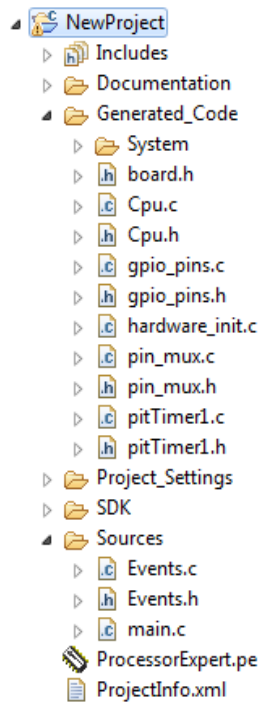 NewProject
Includes
Documentation
Generated_Code
System
board.h
Cpu.c
Cpu.h
gpio_pins.c
gpio_pins.h
hardware_init.c
pin_mux.c
pin_mux.h
pitTimer1.c
pitTimer1.h
Project_Settings
SDK
Sources
Events.c
Events.h
main.c
ProcessorExpert.pe
ProjectInfo.xml